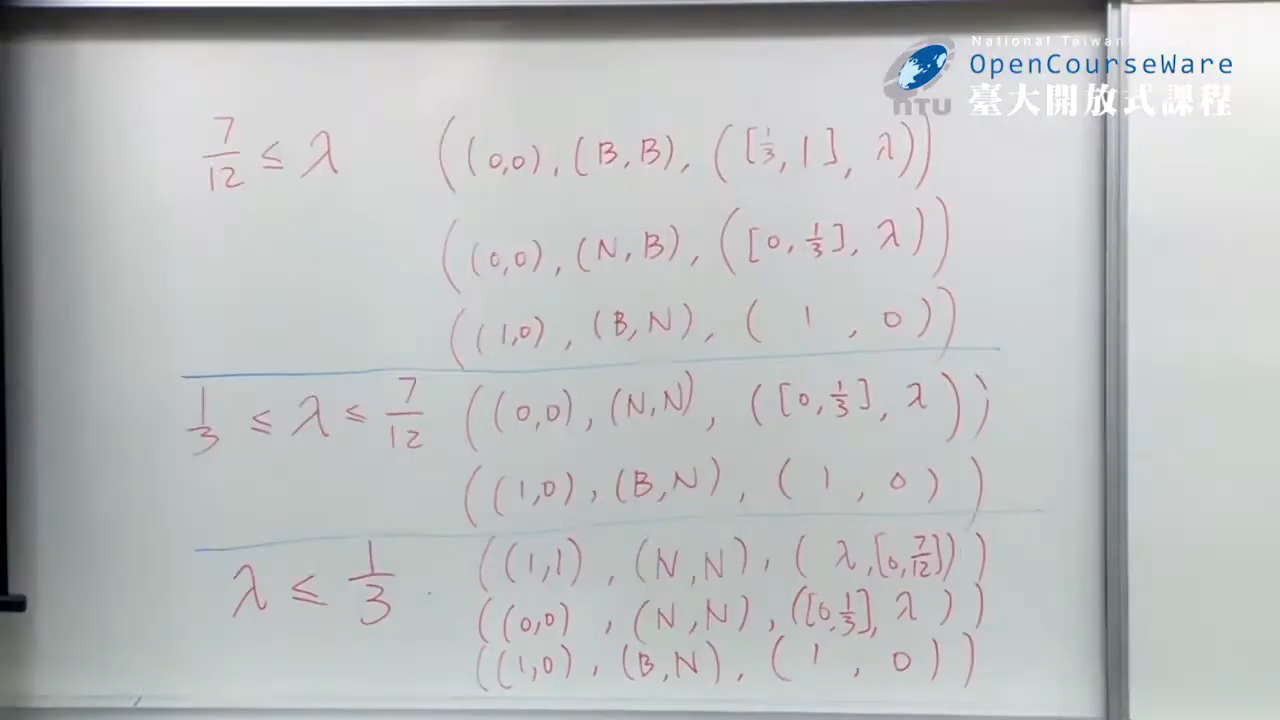 National Taiwan
OpenCourseWare
NTU
臺大開放式課程
7/12 ≤ λ ((0,0), (B,B), ([1/3, 1], λ))
((0,0), (N,B), ([0, 1/3], λ))
((1,0), (B,N), (1, 0))
1/3 ≤ λ ≤ 7/12 ((0,0), (N,N), ([0, 1/3], λ))
((1,0), (B,N), (1, 0))
λ ≤ 1/3 ((1,1), (N,N), (λ, [0, 7/12]))
((0,0), (N,N), ([0, 1/3], λ))
((1,0), (B,N), (1, 0))